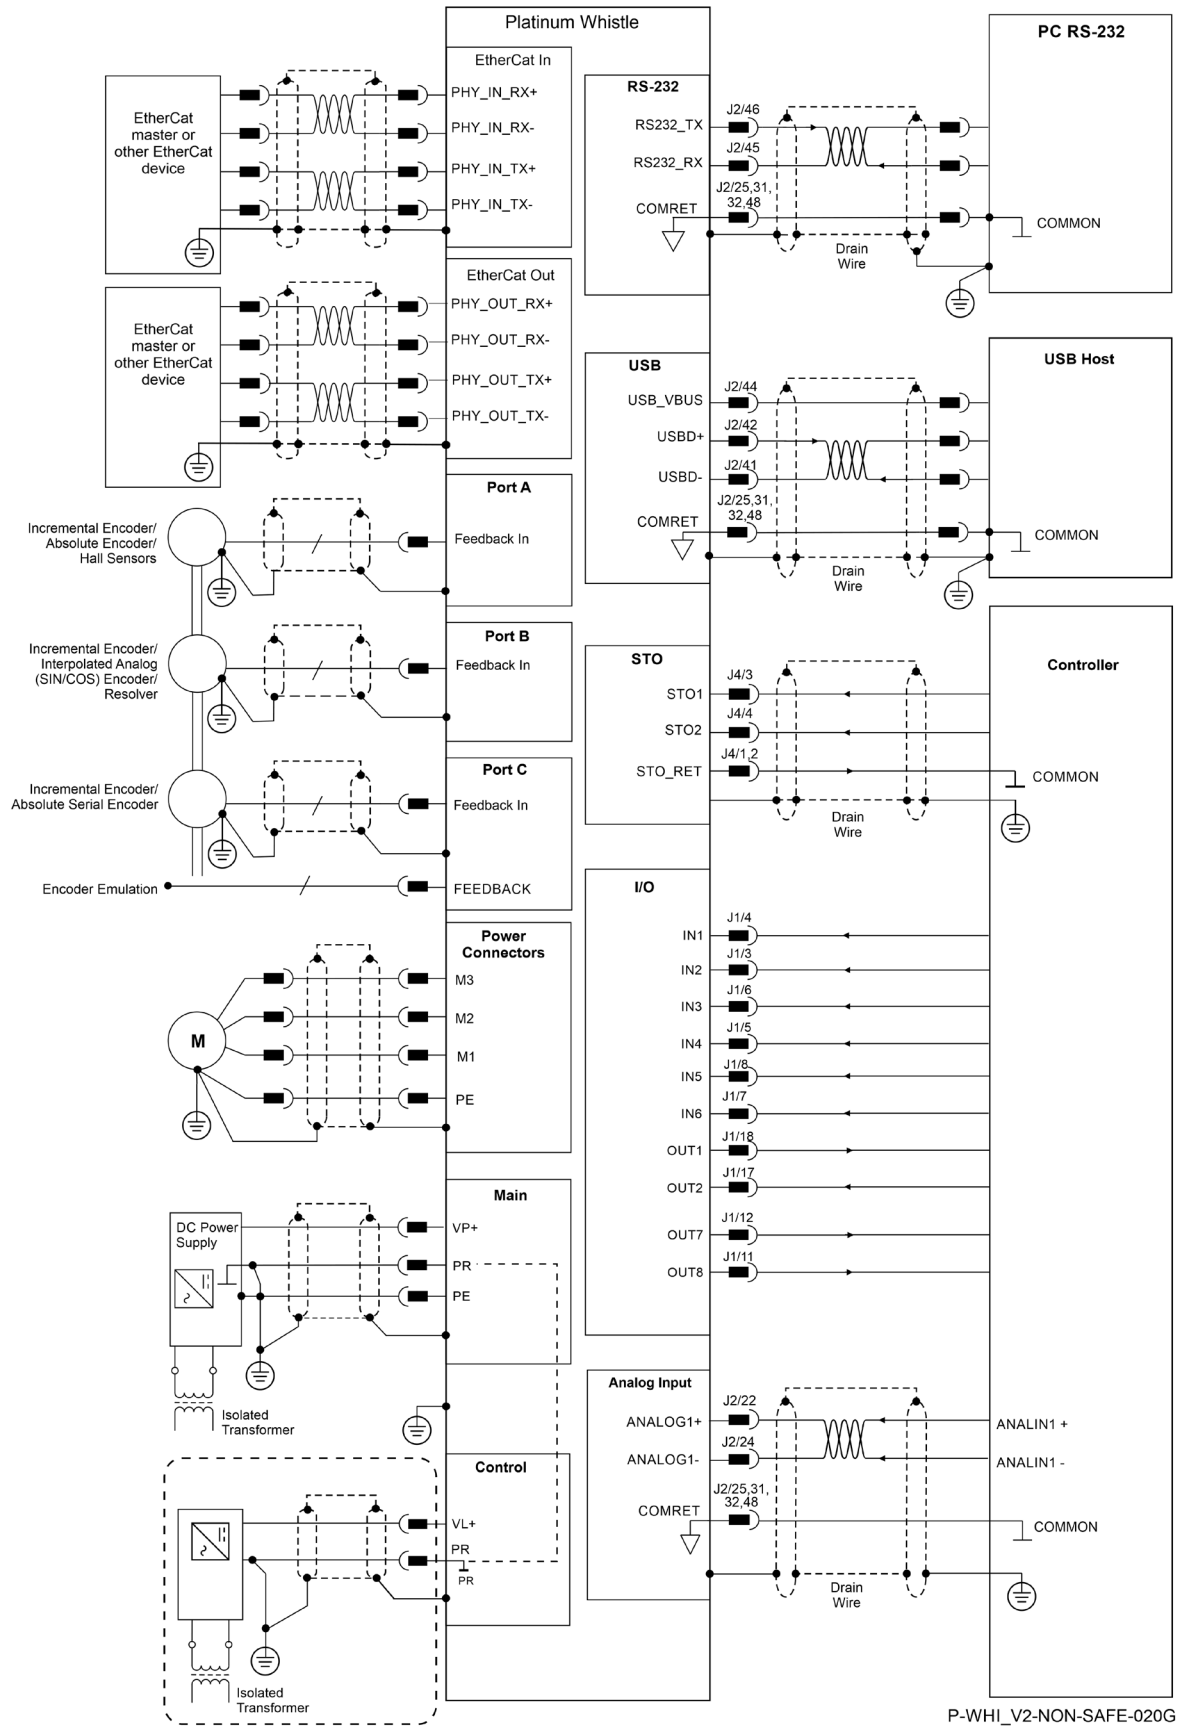 Platinum Whistle
EtherCat In
EtherCat
master or
other EtherCat
device
PHY_IN_RX+
PHY_IN_RX-
PHY_IN_TX+
PHY_IN_TX-
EtherCat Out
EtherCat
master or
other EtherCat
device
PHY_OUT_RX+
PHY_OUT_RX-
PHY_OUT_TX+
PHY_OUT_TX-
Port A
Incremental Encoder/
Absolute Encoder/
Hall Sensors
Feedback In
Port B
Incremental Encoder/
Interpolated Analog
(SIN/COS) Encoder/
Resolver
Feedback In
Port C
Incremental Encoder/
Absolute Serial Encoder
Feedback In
Encoder Emulation
FEEDBACK
Power
Connectors
M
M3
M2
M1
PE
Main
DC Power
Supply
VP+
PR
PE
Isolated
Transformer
Control
VL+
PR
PR
Isolated
Transformer
RS-232
RS232_TX
J2/46
RS232_RX
J2/45
COMRET
J2/25,31,
32,48
Drain
Wire
PC RS-232
COMMON
USB
USB_VBUS
J2/44
USBD+
J2/42
USBD-
J2/41
COMRET
J2/25,31,
32,48
Drain
Wire
USB Host
COMMON
STO
STO1
J4/3
STO2
J4/4
STO_RET
J4/1,2
Drain
Wire
Controller
COMMON
I/O
IN1
J1/4
IN2
J1/3
IN3
J1/6
IN4
J1/5
IN5
J1/8
IN6
J1/7
OUT1
J1/18
OUT2
J1/17
OUT7
J1/12
OUT8
J1/11
Analog Input
ANALOG1+
J2/22
ANALOG1-
J2/24
COMRET
J2/25,31,
32,48
Drain
Wire
ANALIN1 +
ANALIN1 -
COMMON
P-WHI_V2-NON-SAFE-020G